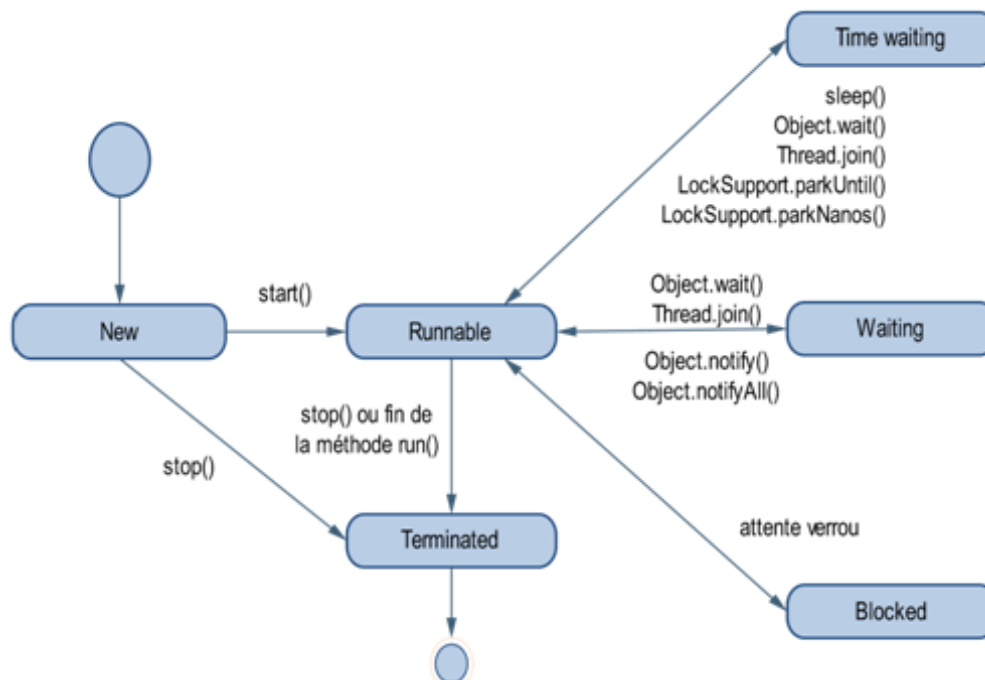 Time waiting
sleep()
Object.wait()
Thread.join()
LockSupport.parkUntil()
LockSupport.parkNanos()
New
start()
Runnable
Object.wait()
Thread.join()
Waiting
Object.notify()
Object.notifyAll()
stop() ou fin de
la méthode run()
stop()
Terminated
attente verrou
Blocked